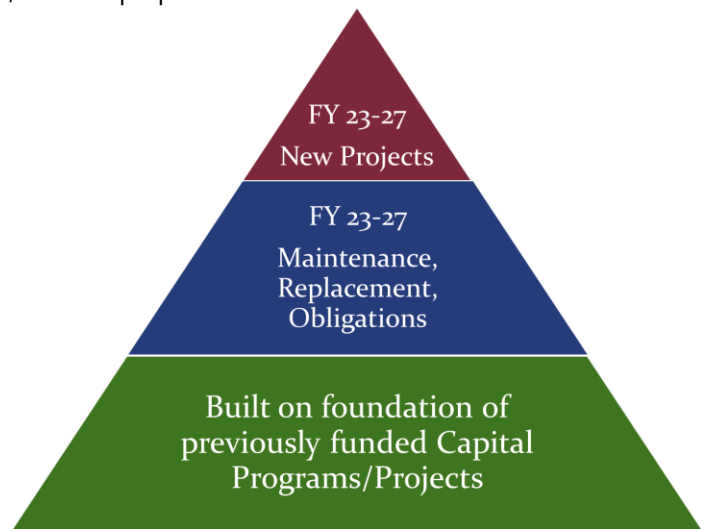 FY 23-27
New Projects
FY 23-27
Maintenance,
Replacement,
Obligations
Built on foundation of
previously funded Capital
Programs/Projects